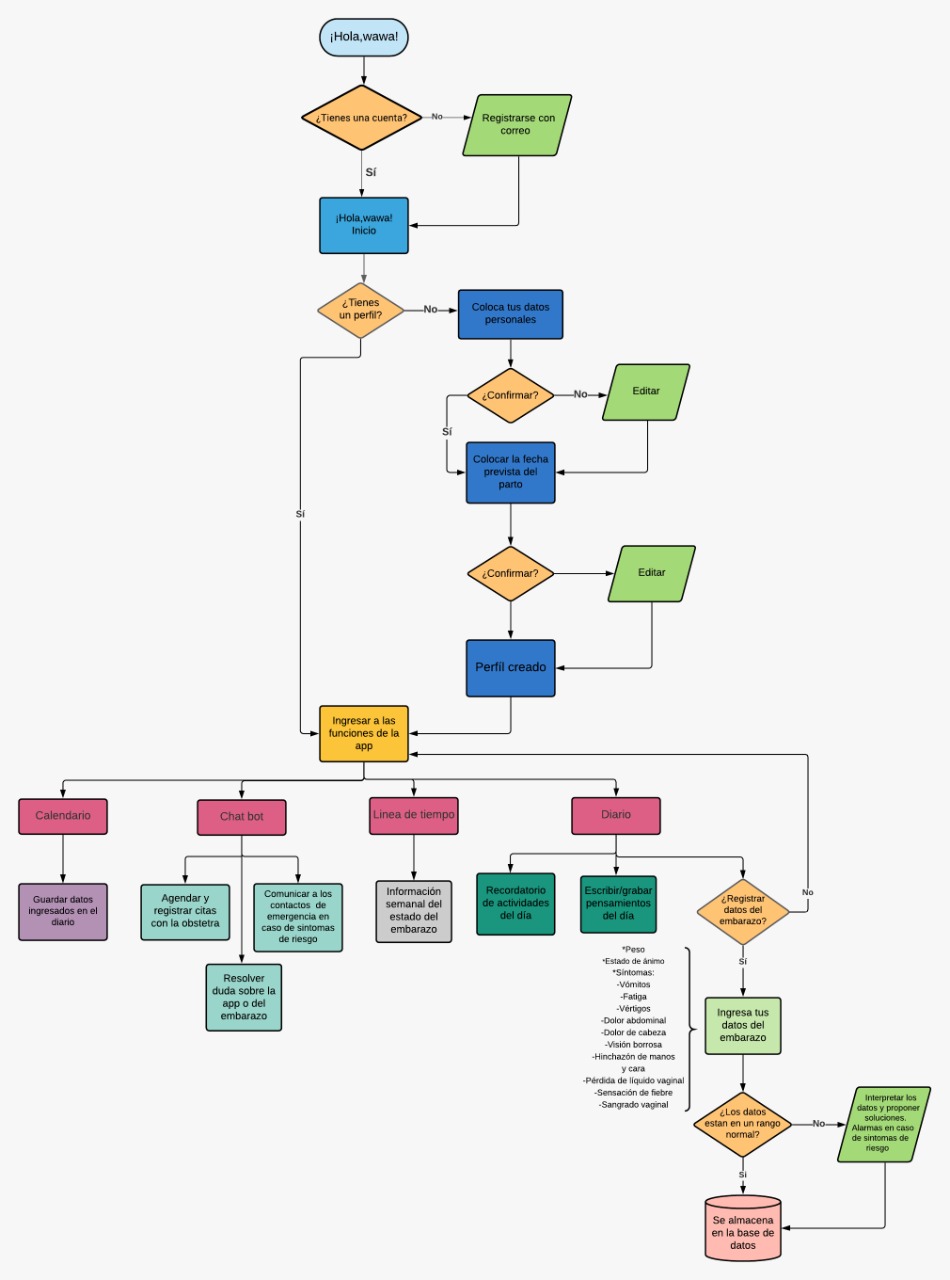 ¡Hola,wawa!
¿Tienes una cuenta?
No
Registrarse con
correo
Sí
¡Hola,wawa!
Inicio
¿Tienes
un perfil?
No
Coloca tus datos
personales
¿Confirmar?
No
Editar
Sí
Colocar la fecha
prevista del
parto
Sí
¿Confirmar?
Editar
Perfíl creado
Ingresar a las
funciones de la
app
Calendario
Chat bot
Linea de tiempo
Diario
Guardar datos
ingresados en el
diario
Agendar y
registrar citas
con la obstetra
Comunicar a los
contactos de
emergencia en
caso de sintomas
de riesgo
Resolver
duda sobre la
app o del
embarazo
Información
semanal del
estado del
embarazo
Recordatorio
de actividades
del día
Escribir/grabar
pensamientos
del día
¿Registrar
datos del
embarazo?
No
Sí
*Peso
*Estado de ánimo
*Síntomas:
-Vómitos
-Fatiga
-Vértigos
-Dolor abdominal
-Dolor de cabeza
-Visión borrosa
-Hinchazón de manos
y cara
-Pérdida de líquido vaginal
-Sensación de fiebre
-Sangrado vaginal
Ingresa tus
datos del
embarazo
¿Los datos
estan en un rango
normal?
No
Interpretar los
datos y proponer
soluciones.
Alarmas en caso
de sintomas de
riesgo
Sí
Se almacena
en la base de
datos